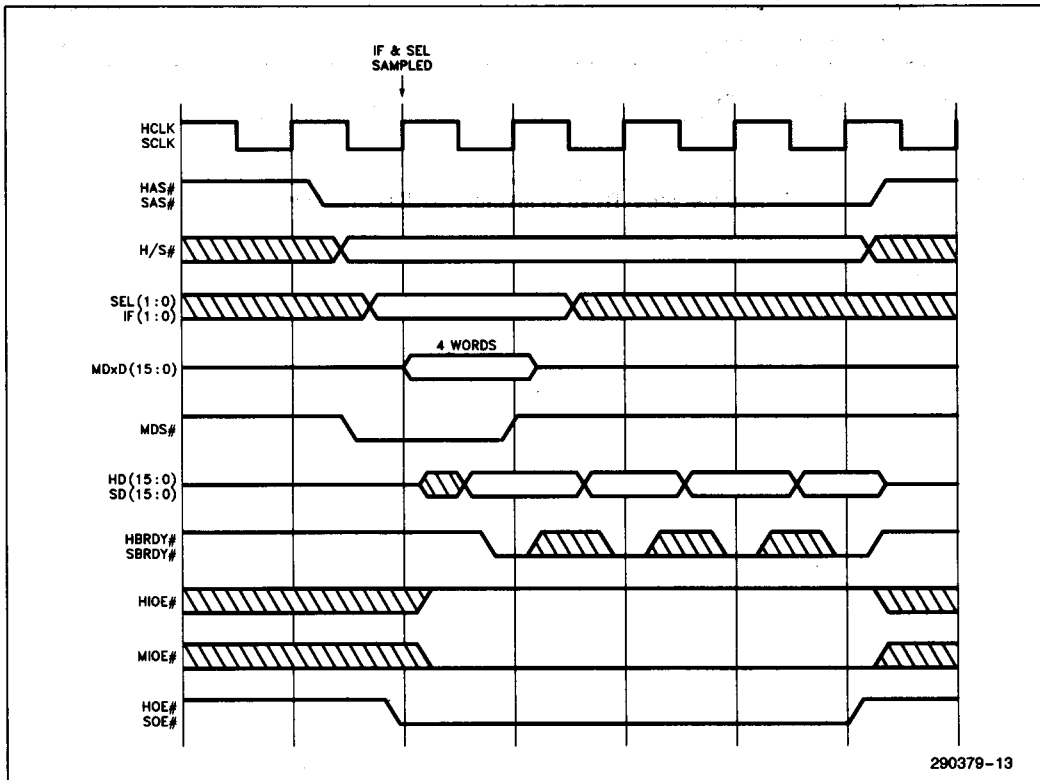 IF & SEL
SAMPLED
HCLK
SCLK
HAS#
SAS#
H/S#
SEL(1:0)
IF(1:0)
4 WORDS
MDxD(15:0)
MDS#
HD(15:0)
SD(15:0)
HBRDY#
SBRDY#
HIOE#
MIOE#
HOE#
SOE#
290379-13